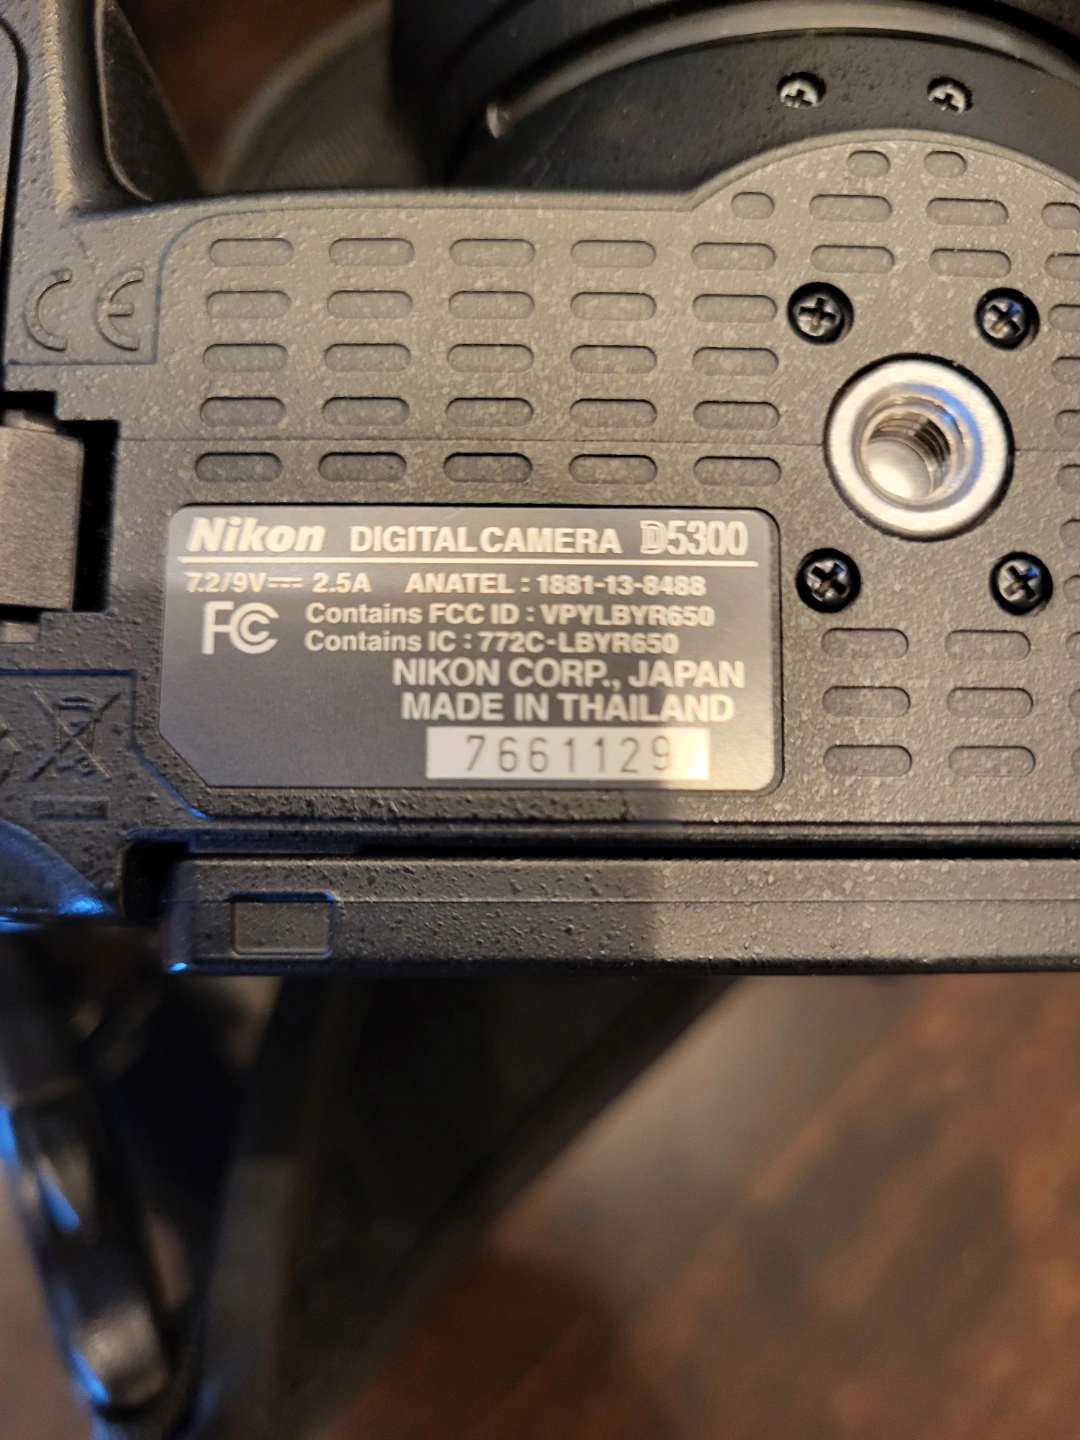 CE
Nikon DIGITAL CAMERA D5300
7.2/9V⎓ 2.5A ANATEL : 1881-13-8488
FC Contains FCC ID : VPYLBYR650
Contains IC : 772C-LBYR650
NIKON CORP., JAPAN
MADE IN THAILAND
7661129